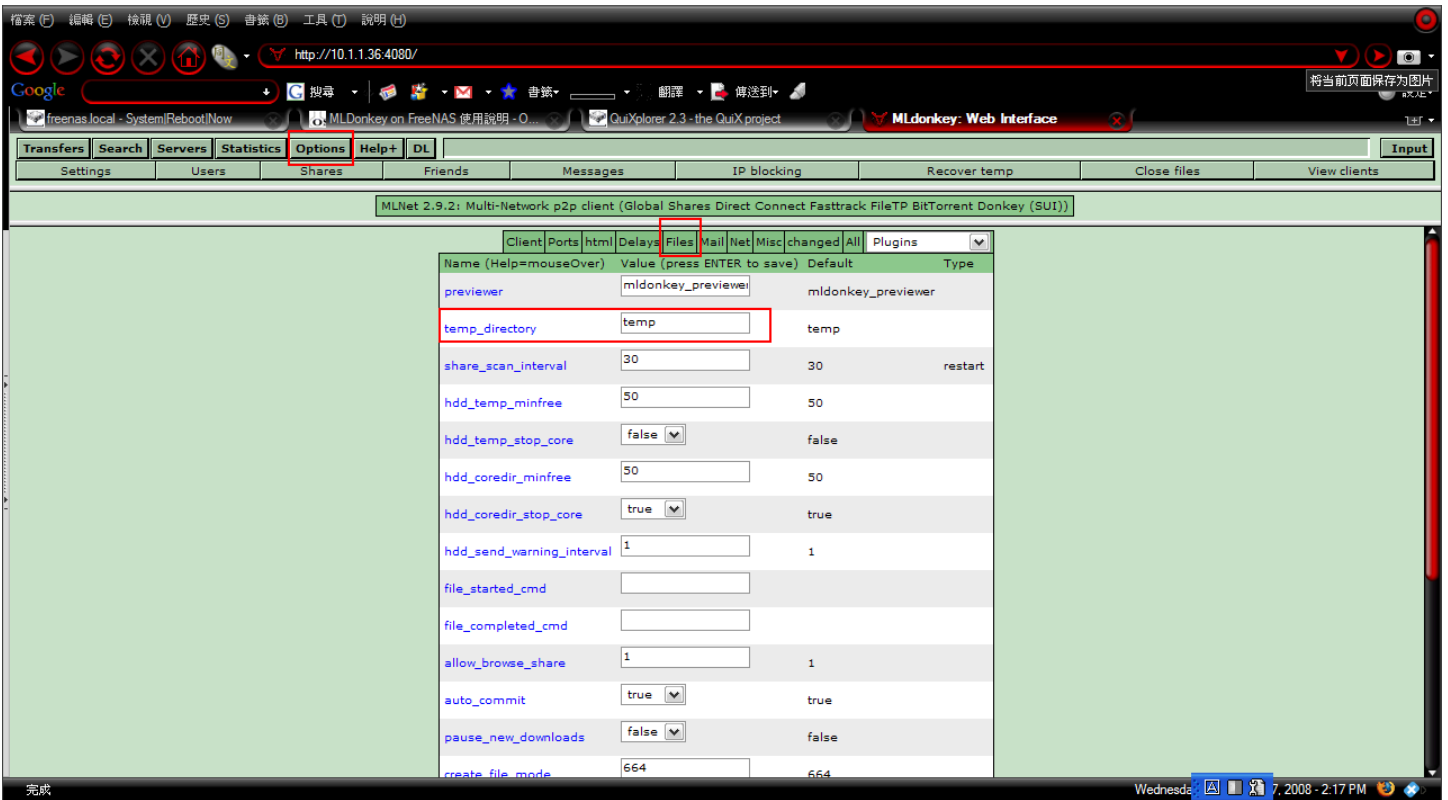 檔案(F) 編輯(E) 檢視(V) 歷史(S) 書籤(B) 工具(T) 說明(H)
http://10.1.1.36:4080/
Google 搜尋 書籤 翻譯 傳送到
将当前页面保存为图片
freenas.local - System|Reboot|Now MLDonkey on FreeNAS 使用說明 - O... QuiXplorer 2.3 - the QuiX project MLdonkey: Web Interface
Transfers Search Servers Statistics Options Help+ DL Input
Settings Users Shares Friends Messages IP blocking Recover temp Close files View clients
MLNet 2.9.2: Multi-Network p2p client (Global Shares Direct Connect Fasttrack FileTP BitTorrent Donkey (SUI))
Client Ports html Delays Files Mail Net Misc changed All Plugins
Name (Help=mouseOver) Value (press ENTER to save) Default Type
previewer mldonkey_previewer mldonkey_previewer
temp_directory temp temp
share_scan_interval 30 30 restart
hdd_temp_minfree 50 50
hdd_temp_stop_core false false
hdd_coredir_minfree 50 50
hdd_coredir_stop_core true true
hdd_send_warning_interval 1 1
file_started_cmd
file_completed_cmd
allow_browse_share 1 1
auto_commit true true
pause_new_downloads false false
create_file_mode 664 664
完成 Wednesda A 7, 2008 - 2:17 PM